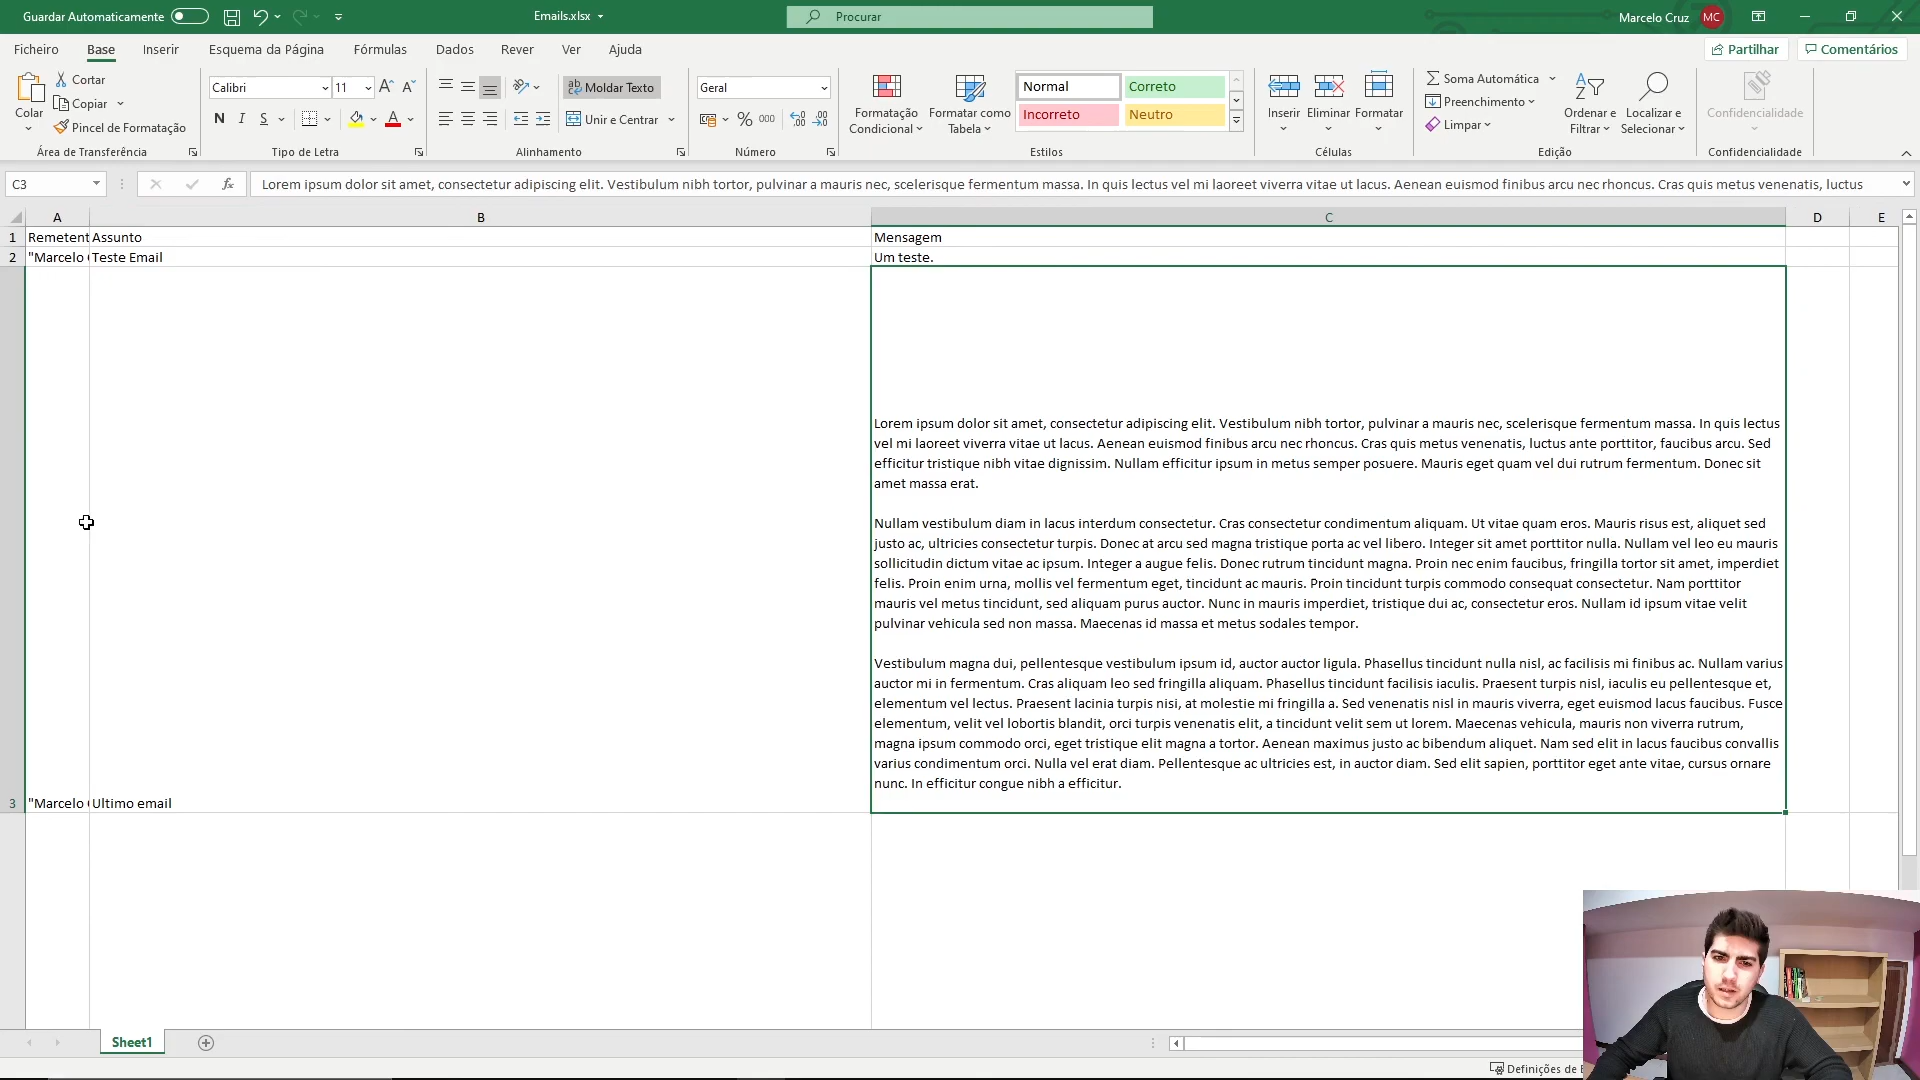 Guardar Automaticamente
Emails.xlsx
Procurar
Marcelo Cruz MC
Ficheiro Base Inserir Esquema da Página Fórmulas Dados Rever Ver Ajuda Partilhar Comentários
Colar
Cortar
Copiar
Pincel de Formatação
Área de Transferência
Calibri 11
N I S
Tipo de Letra
Moldar Texto
Unir e Centrar
Alinhamento
Geral
% 000
Número
Formatação Condicional
Formatar como Tabela
Normal Correto
Incorreto Neutro
Estilos
Inserir Eliminar Formatar
Células
Soma Automática
Preenchimento
Limpar
Ordenar e Filtrar
Localizar e Selecionar
Edição
Confidencialidade
Confidencialidade
C3 fx Lorem ipsum dolor sit amet, consectetur adipiscing elit. Vestibulum nibh tortor, pulvinar a mauris nec, scelerisque fermentum massa. In quis lectus vel mi laoreet viverra vitae ut lacus. Aenean euismod finibus arcu nec rhoncus. Cras quis metus venenatis, luctus
A B C D E
1 Remetent Assunto Mensagem
2 "Marcelo Teste Email Um teste.
Lorem ipsum dolor sit amet, consectetur adipiscing elit. Vestibulum nibh tortor, pulvinar a mauris nec, scelerisque fermentum massa. In quis lectus
vel mi laoreet viverra vitae ut lacus. Aenean euismod finibus arcu nec rhoncus. Cras quis metus venenatis, luctus ante porttitor, faucibus arcu. Sed
efficitur tristique nibh vitae dignissim. Nullam efficitur ipsum in metus semper posuere. Mauris eget quam vel dui rutrum fermentum. Donec sit
amet massa erat.
Nullam vestibulum diam in lacus interdum consectetur. Cras consectetur condimentum aliquam. Ut vitae quam eros. Mauris risus est, aliquet sed
justo ac, ultricies consectetur turpis. Donec at arcu sed magna tristique porta ac vel libero. Integer sit amet porttitor nulla. Nullam vel leo eu mauris
sollicitudin dictum vitae ac ipsum. Integer a augue felis. Donec rutrum tincidunt magna. Proin nec enim faucibus, fringilla tortor sit amet, imperdiet
felis. Proin enim urna, mollis vel fermentum eget, tincidunt ac mauris. Proin tincidunt turpis commodo consequat consectetur. Nam porttitor
mauris vel metus tincidunt, sed aliquam purus auctor. Nunc in mauris imperdiet, tristique dui ac, consectetur eros. Nullam id ipsum vitae velit
pulvinar vehicula sed non massa. Maecenas id massa et metus sodales tempor.
Vestibulum magna dui, pellentesque vestibulum ipsum id, auctor auctor ligula. Phasellus tincidunt nulla nisl, ac facilisis mi finibus ac. Nullam varius
auctor mi in fermentum. Cras aliquam leo sed fringilla aliquam. Phasellus tincidunt facilisis iaculis. Praesent turpis nisl, iaculis eu pellentesque et,
elementum vel lectus. Praesent lacinia turpis nisi, at molestie mi fringilla a. Sed venenatis nisl in mauris viverra, eget euismod lacus faucibus. Fusce
elementum, velit vel lobortis blandit, orci turpis venenatis elit, a tincidunt velit sem ut lorem. Maecenas vehicula, mauris non viverra rutrum,
magna ipsum commodo orci, eget tristique elit magna a tortor. Aenean maximus justo ac bibendum aliquet. Nam sed elit in lacus faucibus convallis
varius condimentum orci. Nulla vel erat diam. Pellentesque ac ultricies est, in auctor diam. Sed elit sapien, porttitor eget ante vitae, cursus ornare
nunc. In efficitur congue nibh a efficitur.
3 "Marcelo Ultimo email
Sheet1
Definições de